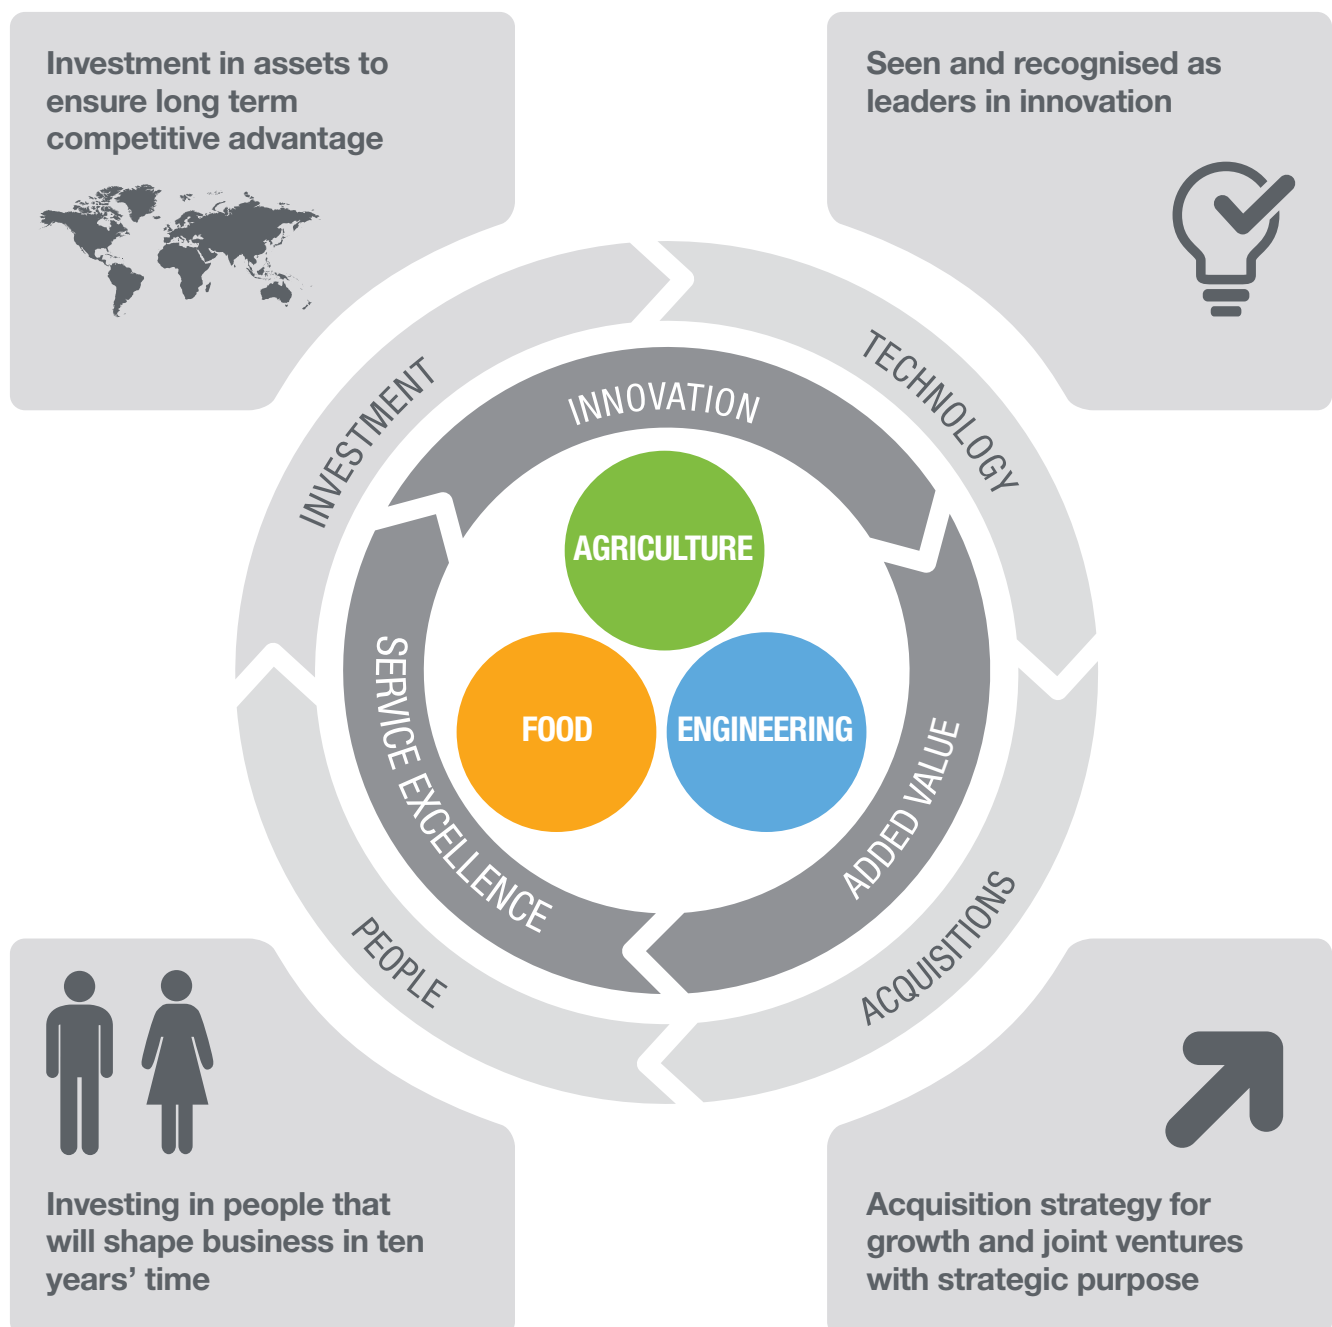 Investment in assets to
ensure long term
competitive advantage
Seen and recognised as
leaders in innovation
INVESTMENT
TECHNOLOGY
INNOVATION
AGRICULTURE
FOOD
ENGINEERING
SERVICE EXCELLENCE
ADDED VALUE
PEOPLE
ACQUISITIONS
Investing in people that
will shape business in ten
years’ time
Acquisition strategy for
growth and joint ventures
with strategic purpose